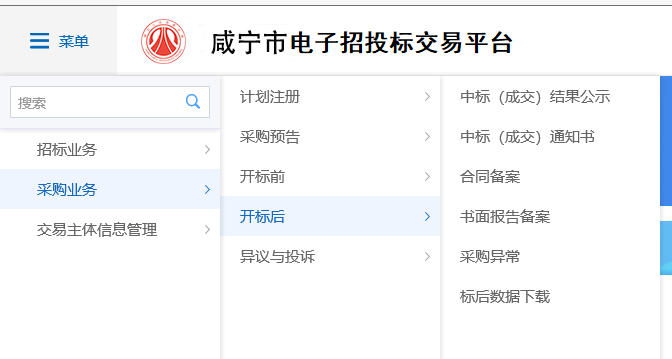 菜单
咸宁市电子招投标交易平台
搜索
招标业务
采购业务
交易主体信息管理
计划注册
采购预告
开标前
开标后
异议与投诉
中标（成交）结果公示
中标（成交）通知书
合同备案
书面报告备案
采购异常
标后数据下载